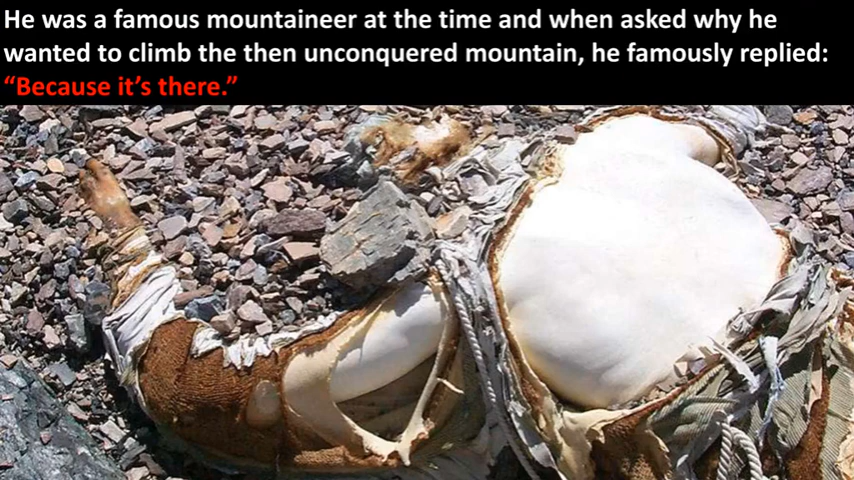 He was a famous mountaineer at the time and when asked why he
wanted to climb the then unconquered mountain, he famously replied:
“Because it’s there.”